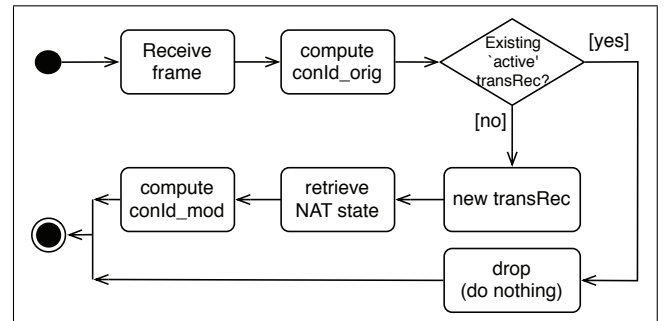 Receive
frame
compute
conId_orig
Existing
`active'
transRec?
[yes]
[no]
compute
conId_mod
retrieve
NAT state
new transRec
drop
(do nothing)